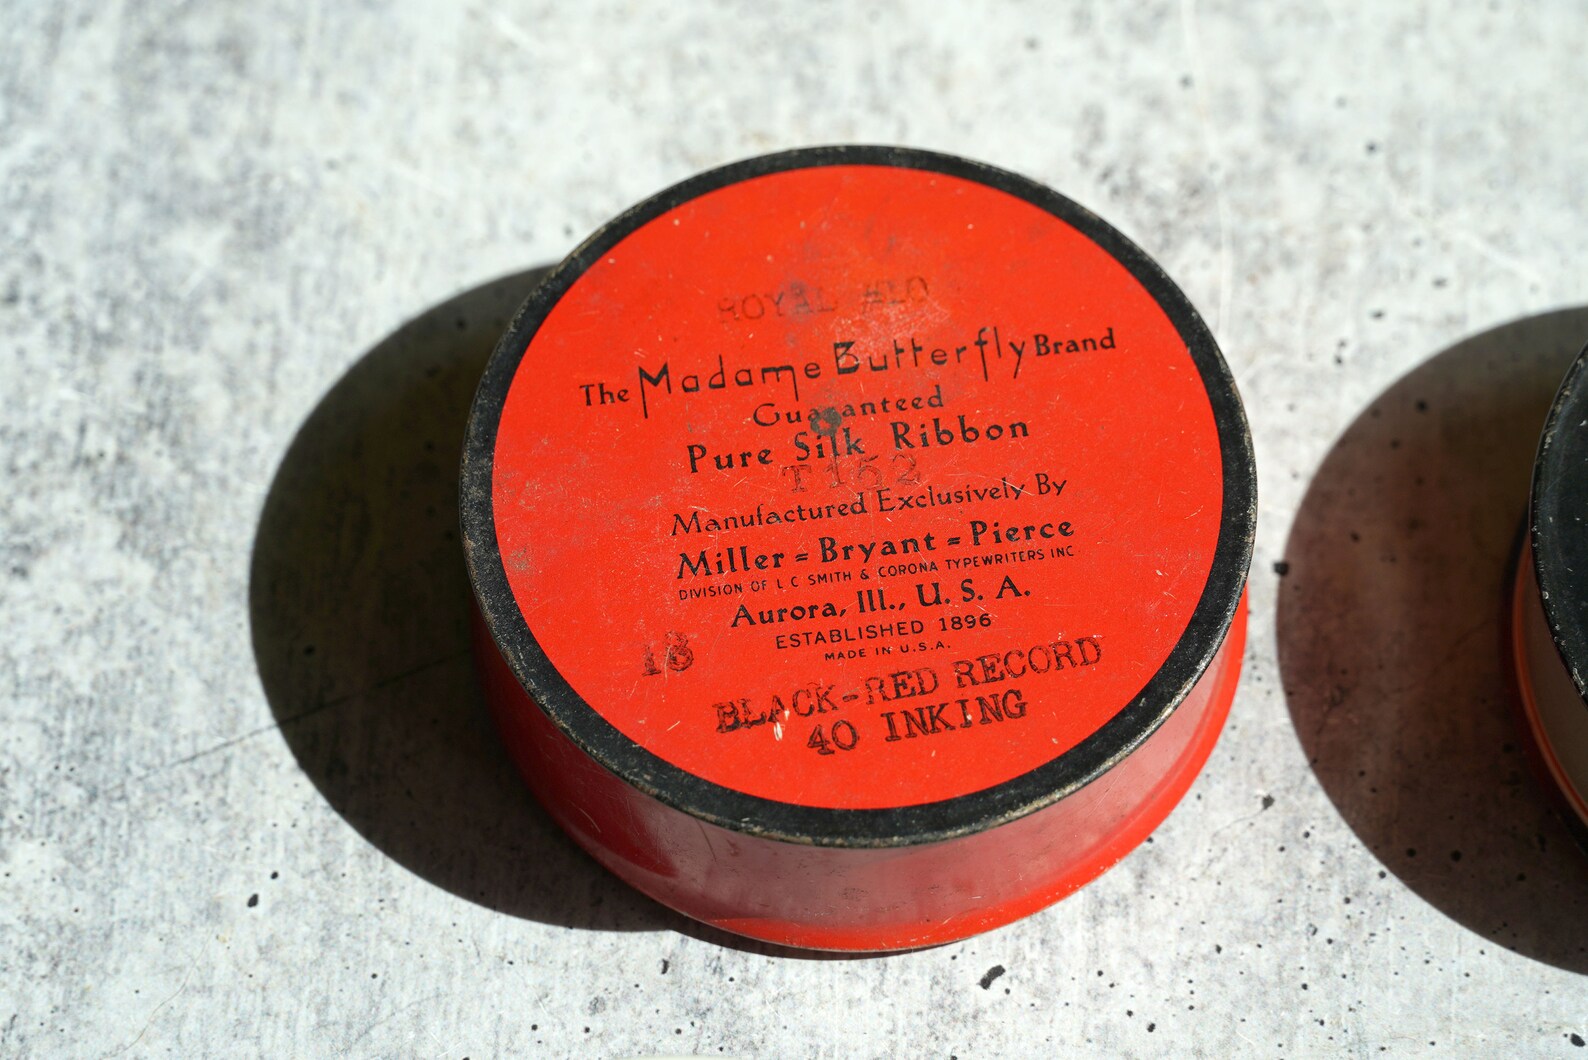 ROYAL #10
The Madame Butterfly Brand
Guaranteed
Pure Silk Ribbon
T152
Manufactured Exclusively By
Miller = Bryant = Pierce
DIVISION OF L C SMITH & CORONA TYPEWRITERS INC
Aurora, Ill., U. S. A.
ESTABLISHED 1896
MADE IN U.S.A.
18
BLACK-RED RECORD
40 INKING